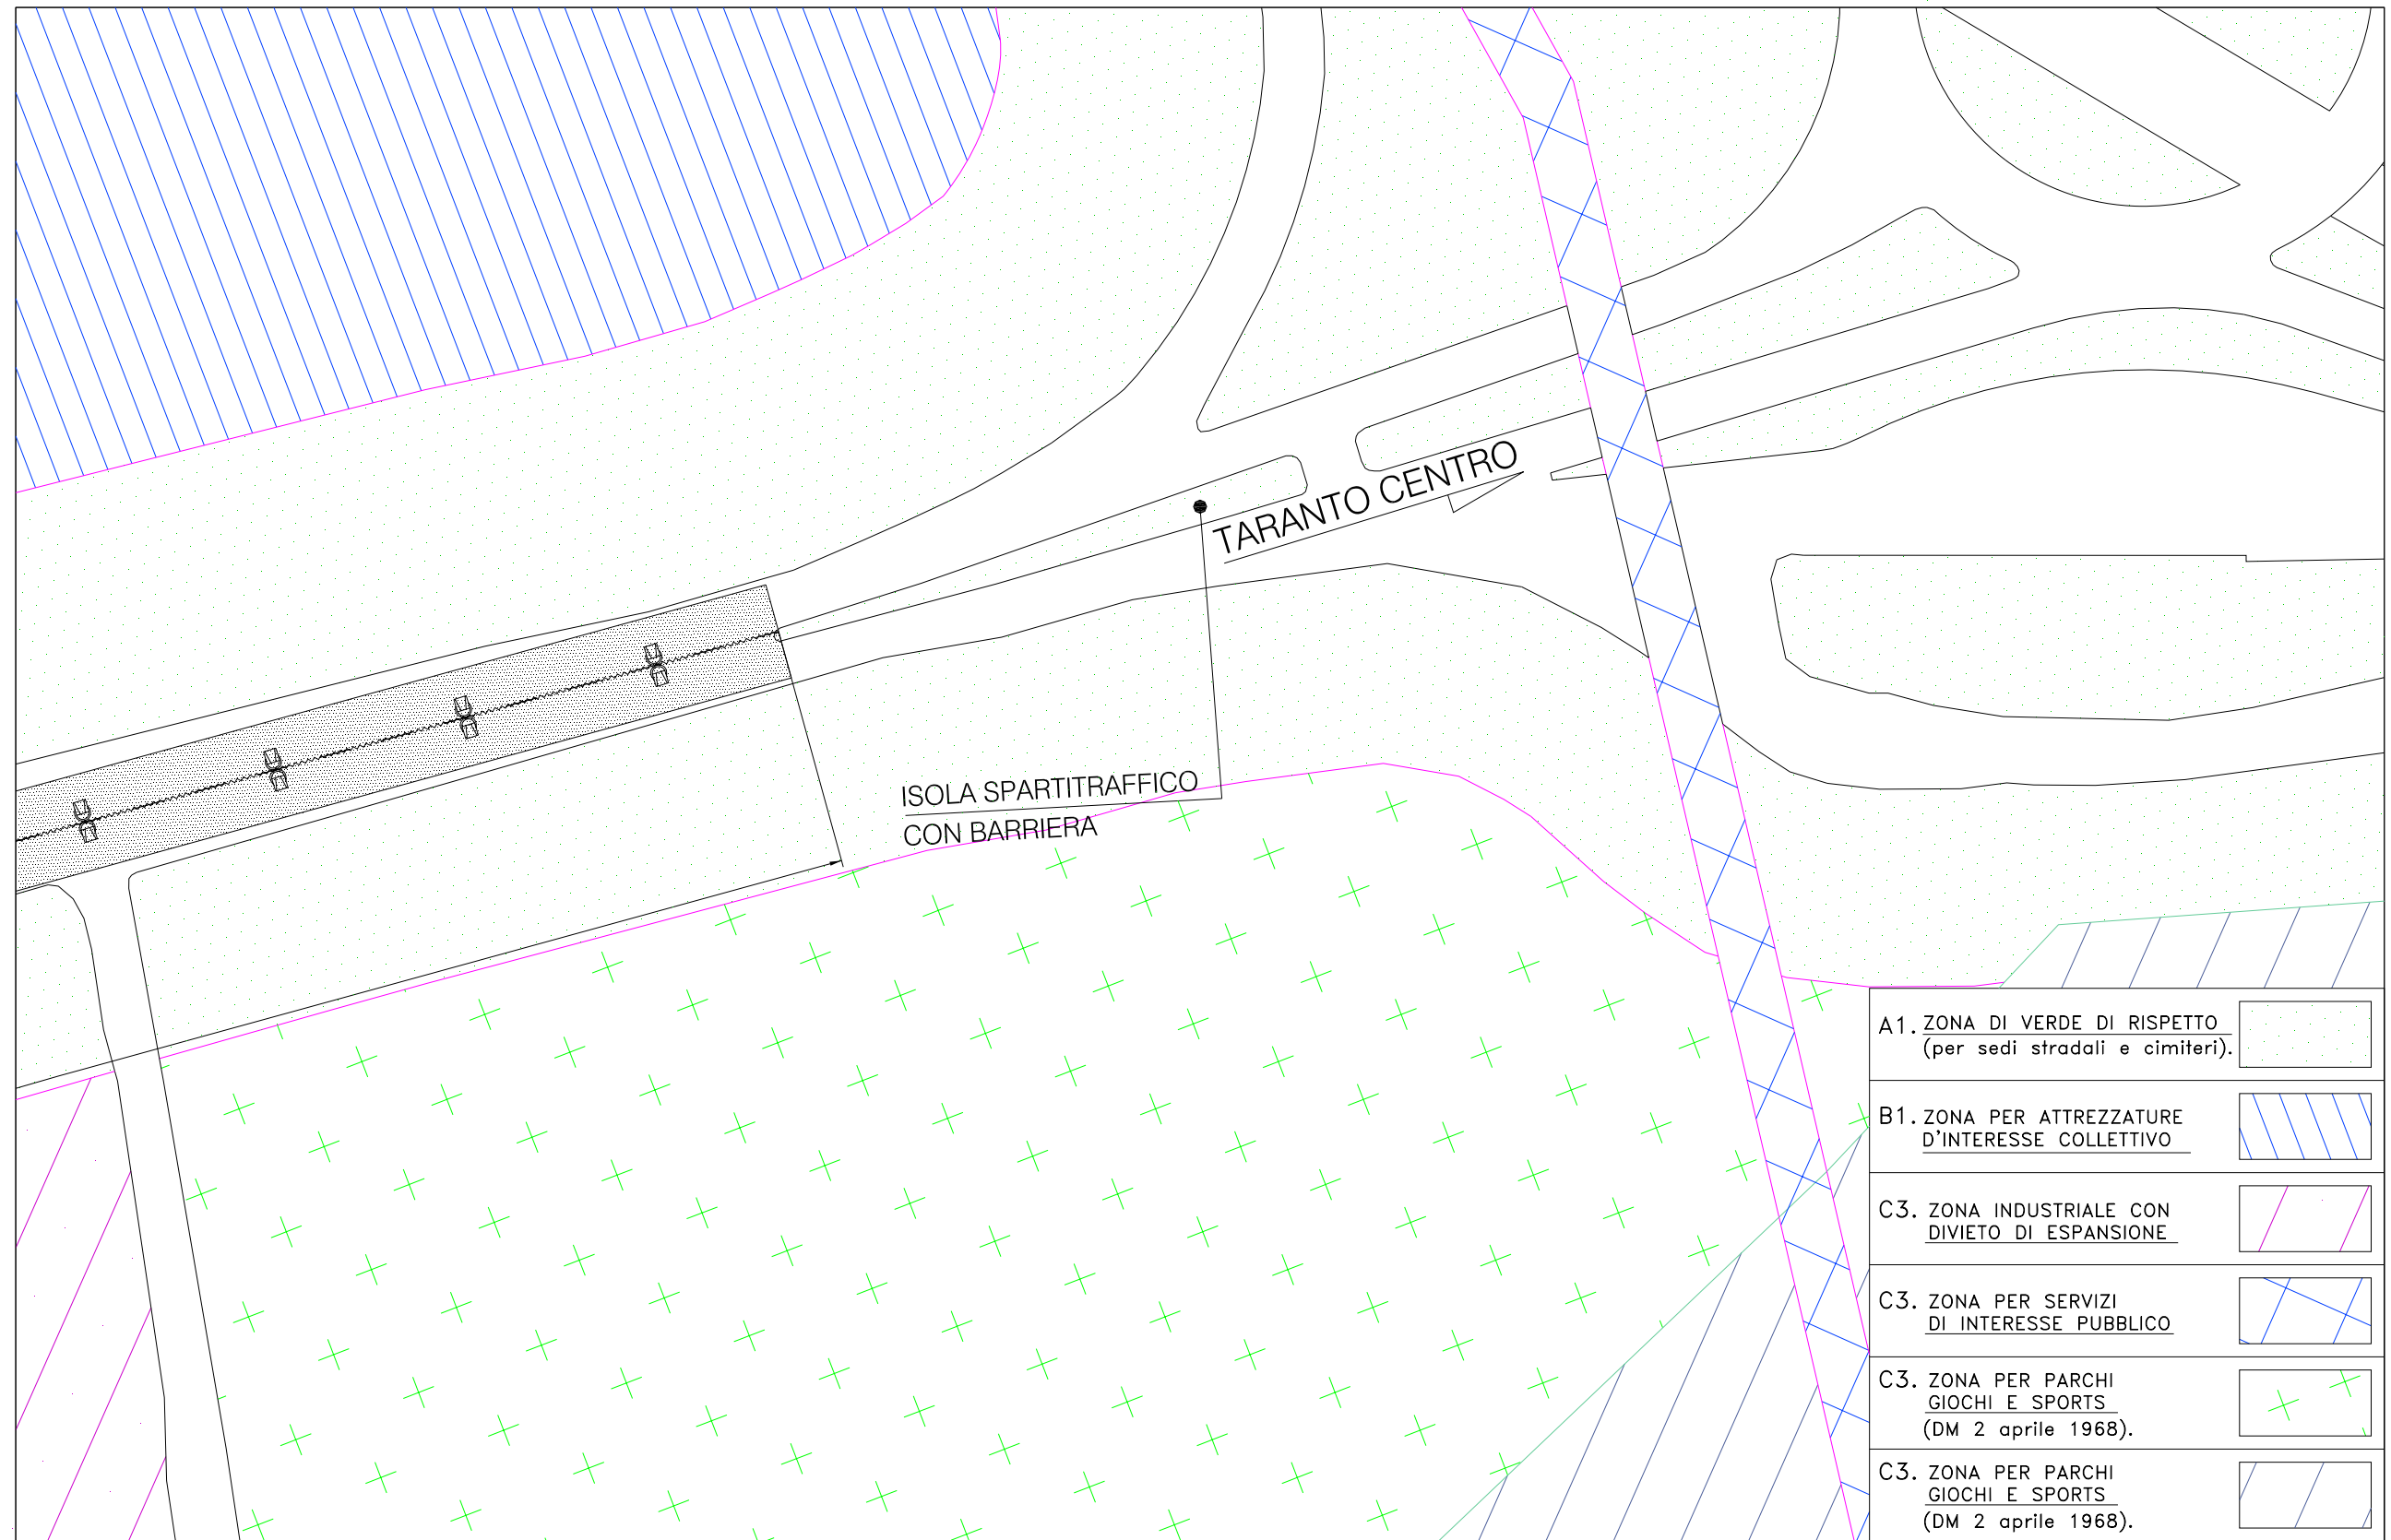 TARANTO CENTRO
ISOLA SPARTITRAFFICO
CON BARRIERA
A1. ZONA DI VERDE DI RISPETTO
(per sedi stradali e cimiteri).
B1. ZONA PER ATTREZZATURE
D'INTERESSE COLLETTIVO
C3. ZONA INDUSTRIALE CON
DIVIETO DI ESPANSIONE
C3. ZONA PER SERVIZI
DI INTERESSE PUBBLICO
C3. ZONA PER PARCHI
GIOCHI E SPORTS
(DM 2 aprile 1968).
C3. ZONA PER PARCHI
GIOCHI E SPORTS
(DM 2 aprile 1968).